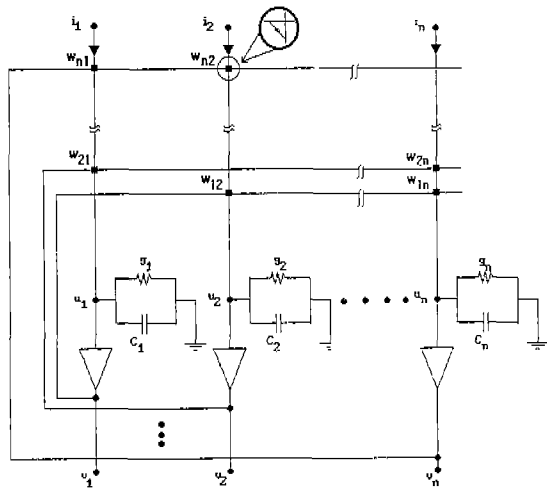 i1 i2 in
wn1 wn2
w21 w2n
w12 w1n
g1 g2 gn
u1 u2 un
C1 C2 Cn
v1 v2 vn